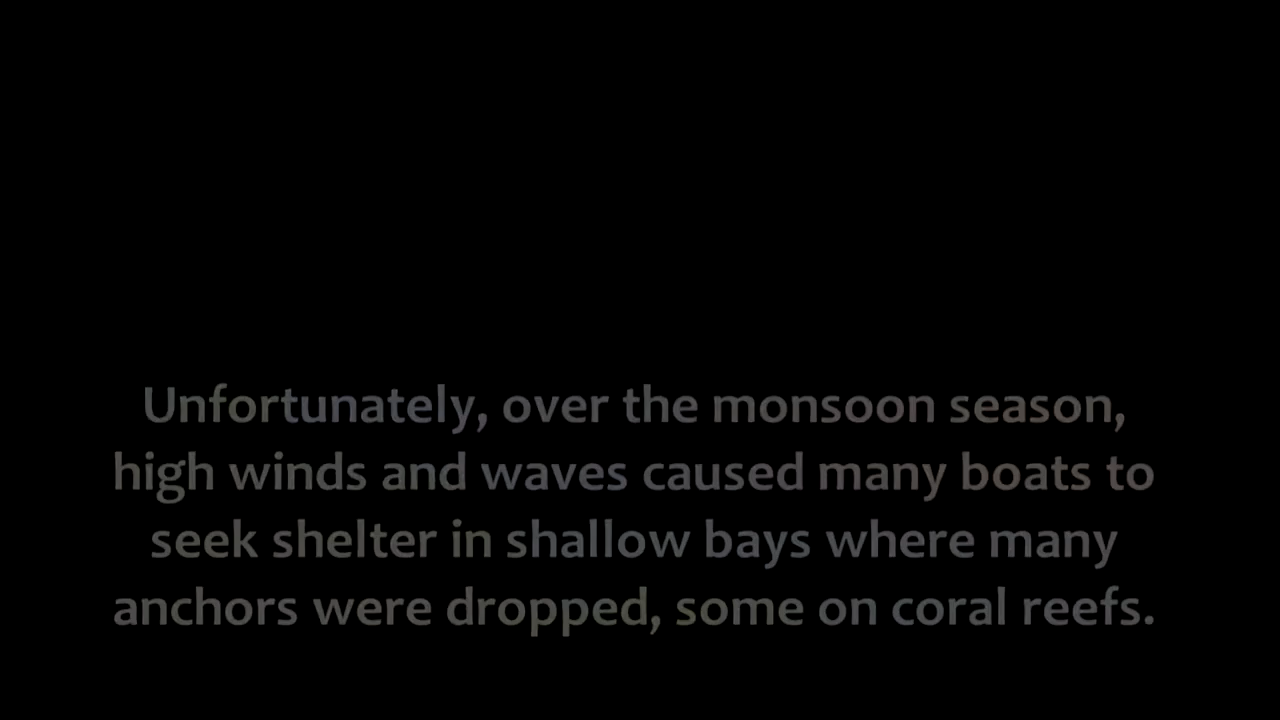 Unfortunately, over the monsoon season,
high winds and waves caused many boats to
seek shelter in shallow bays where many
anchors were dropped, some on coral reefs.